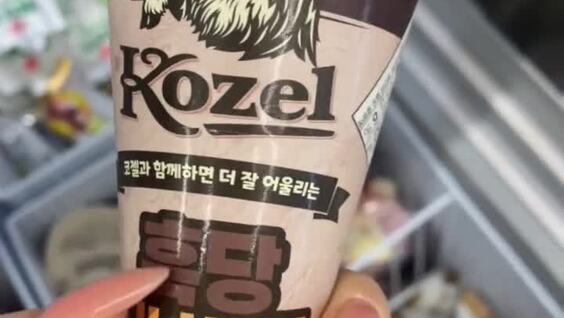 Kozel
코젤과 함께하면 더 잘 어울리는
흑당